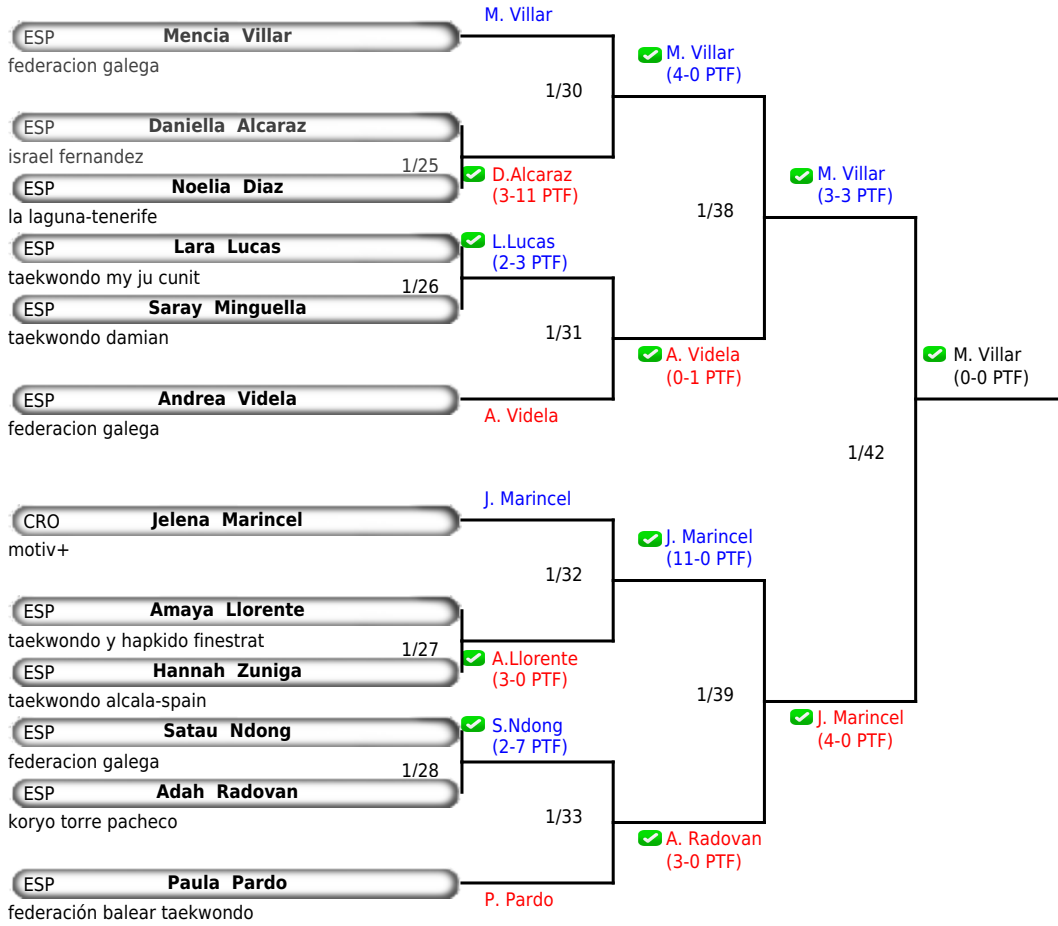 M. Villar
ESP Mencia Villar
federacion galega
M. Villar
(4-0 PTF)
1/30
ESP Daniella Alcaraz
israel fernandez
1/25
ESP Noelia Diaz
la laguna-tenerife
D.Alcaraz
(3-11 PTF)
M. Villar
(3-3 PTF)
1/38
ESP Lara Lucas
taekwondo my ju cunit
L.Lucas
(2-3 PTF)
1/26
ESP Saray Minguella
taekwondo damian
1/31
A. Videla
(0-1 PTF)
M. Villar
(0-0 PTF)
ESP Andrea Videla
federacion galega
A. Videla
1/42
J. Marincel
CRO Jelena Marincel
motiv+
J. Marincel
(11-0 PTF)
1/32
ESP Amaya Llorente
taekwondo y hapkido finestrat
1/27
ESP Hannah Zuniga
taekwondo alcala-spain
A.Llorente
(3-0 PTF)
1/39
J. Marincel
(4-0 PTF)
ESP Satau Ndong
federacion galega
S.Ndong
(2-7 PTF)
1/28
ESP Adah Radovan
koryo torre pacheco
1/33
A. Radovan
(3-0 PTF)
ESP Paula Pardo
federación balear taekwondo
P. Pardo